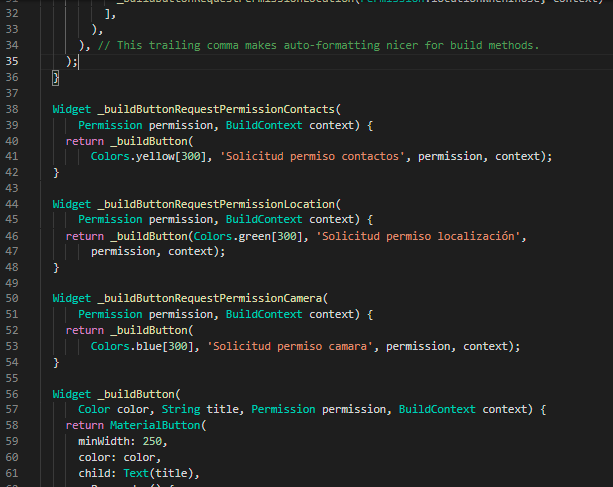 32 ],
33 ),
34 ), // This trailing comma makes auto-formatting nicer for build methods.
35 );
36 }
37
38 Widget _buildButtonRequestPermissionContacts(
39 Permission permission, BuildContext context) {
40 return _buildButton(
41 Colors.yellow[300], 'Solicitud permiso contactos', permission, context);
42 }
43
44 Widget _buildButtonRequestPermissionLocation(
45 Permission permission, BuildContext context) {
46 return _buildButton(Colors.green[300], 'Solicitud permiso localización',
47 permission, context);
48 }
49
50 Widget _buildButtonRequestPermissionCamera(
51 Permission permission, BuildContext context) {
52 return _buildButton(
53 Colors.blue[300], 'Solicitud permiso camara', permission, context);
54 }
55
56 Widget _buildButton(
57 Color color, String title, Permission permission, BuildContext context) {
58 return MaterialButton(
59 minWidth: 250,
60 color: color,
61 child: Text(title),